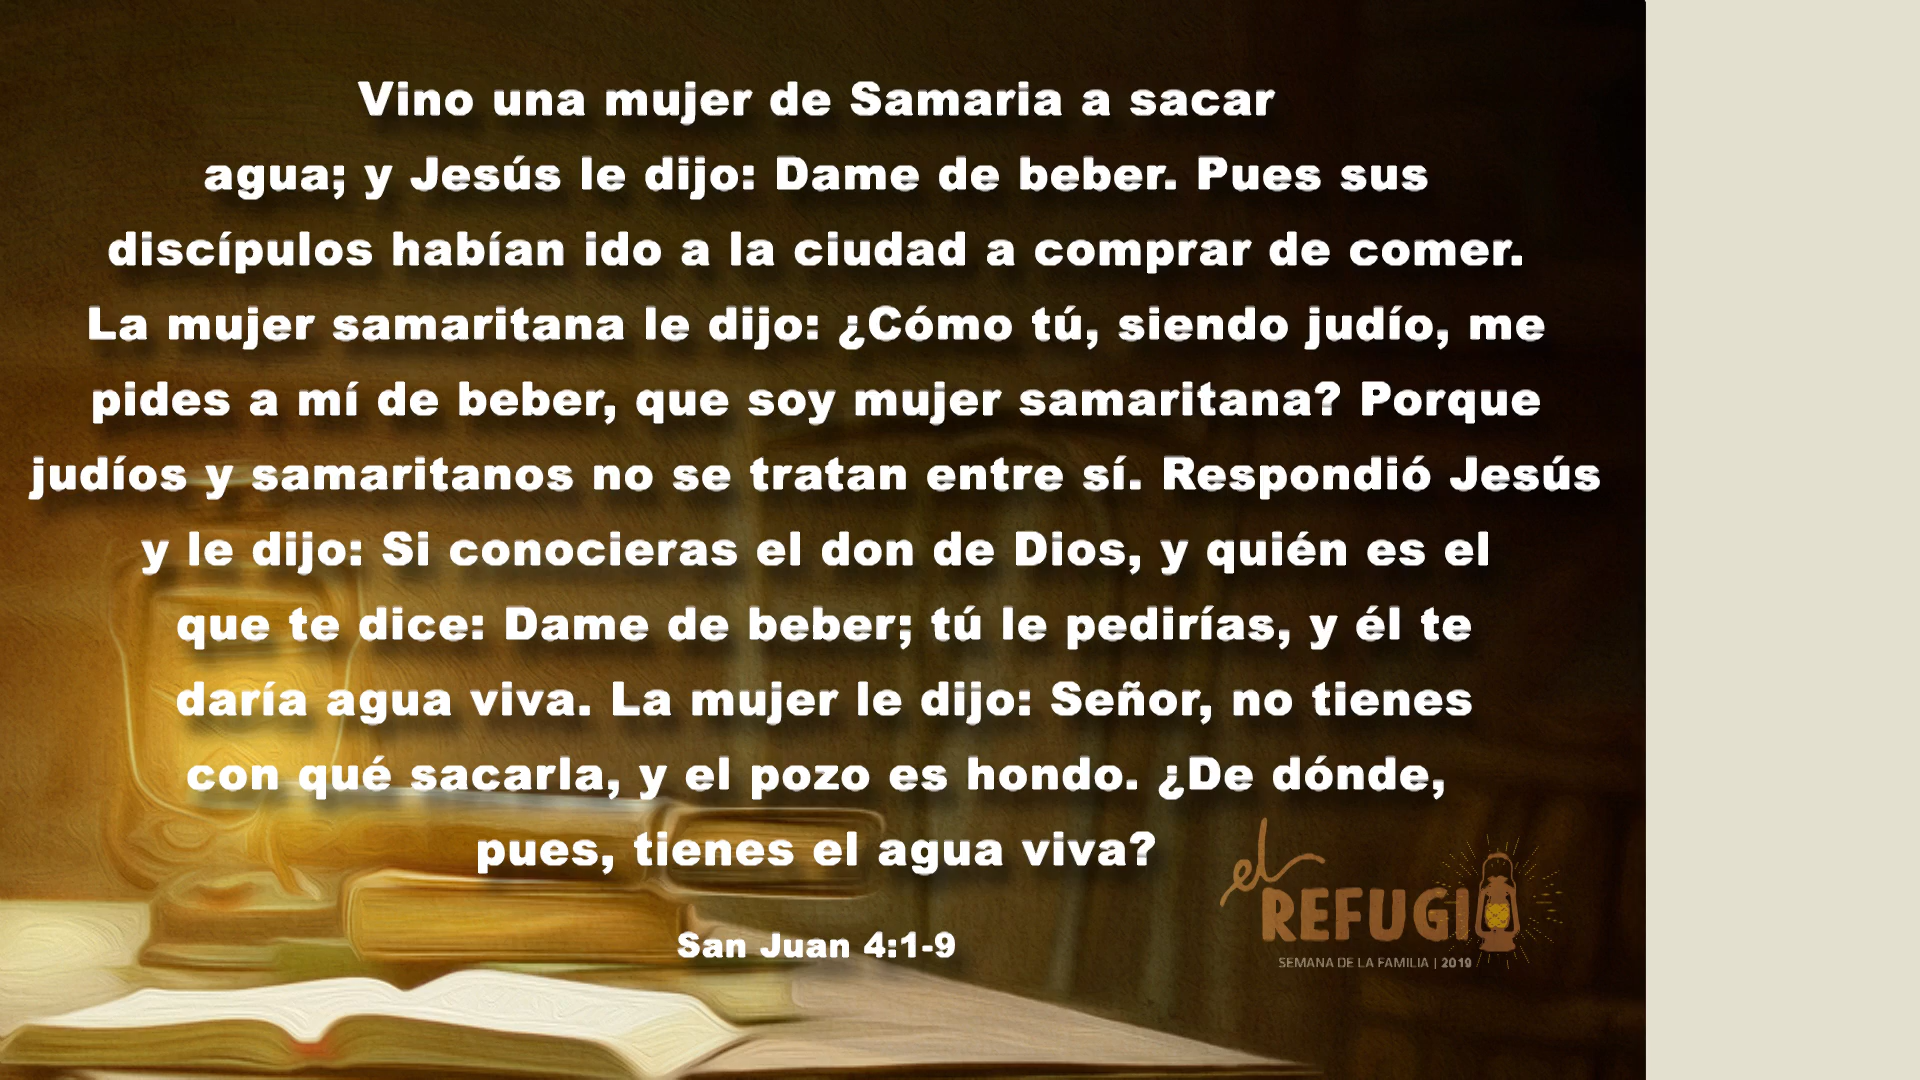 Vino una mujer de Samaria a sacar
agua; y Jesús le dijo: Dame de beber. Pues sus
discípulos habían ido a la ciudad a comprar de comer.
La mujer samaritana le dijo: ¿Cómo tú, siendo judío, me
pides a mí de beber, que soy mujer samaritana? Porque
judíos y samaritanos no se tratan entre sí. Respondió Jesús
y le dijo: Si conocieras el don de Dios, y quién es el
que te dice: Dame de beber; tú le pedirías, y él te
daría agua viva. La mujer le dijo: Señor, no tienes
con qué sacarla, y el pozo es hondo. ¿De dónde,
pues, tienes el agua viva?
San Juan 4:1-9
el
REFUGIO
SEMANA DE LA FAMILIA | 2019